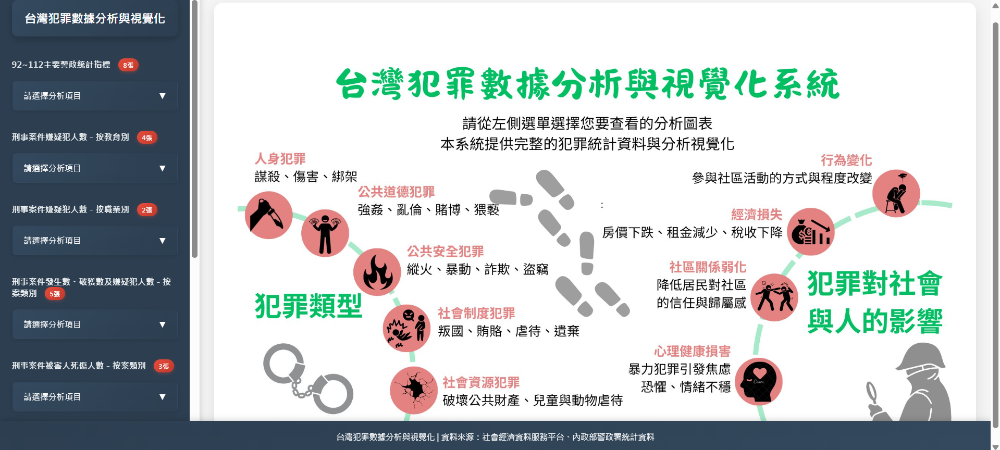 台灣犯罪數據分析與視覺化
92~112主要警政統計指標 8張
請選擇分析項目 ▼
刑事案件嫌疑犯人數 - 按教育別 4張
請選擇分析項目 ▼
刑事案件嫌疑犯人數 - 按職業別 2張
請選擇分析項目 ▼
刑事案件發生數、破獲數及嫌疑犯人數 - 按
案類別 5張
請選擇分析項目 ▼
刑事案件被害人死傷人數 - 按案類別 3張
請選擇分析項目 ▼
台灣犯罪數據分析與視覺化系統
請從左側選單選擇您要查看的分析圖表
本系統提供完整的犯罪統計資料與分析視覺化
人身犯罪
謀殺、傷害、綁架
公共道德犯罪
強姦、亂倫、賭博、猥褻
公共安全犯罪
縱火、暴動、詐欺、盜竊
犯罪類型
社會制度犯罪
叛國、賄賂、虐待、遺棄
社會資源犯罪
破壞公共財產、兒童與動物虐待
:
行為變化
參與社區活動的方式與程度改變
經濟損失
房價下跌、租金減少、稅收下降
社區關係弱化
降低居民對社區
的信任與歸屬感
犯罪對社會
與人的影響
心理健康損害
暴力犯罪引發焦慮
恐懼、情緒不穩
Canva
台灣犯罪數據分析與視覺化 | 資料來源：社會經濟資料服務平台、內政部警政署統計資料